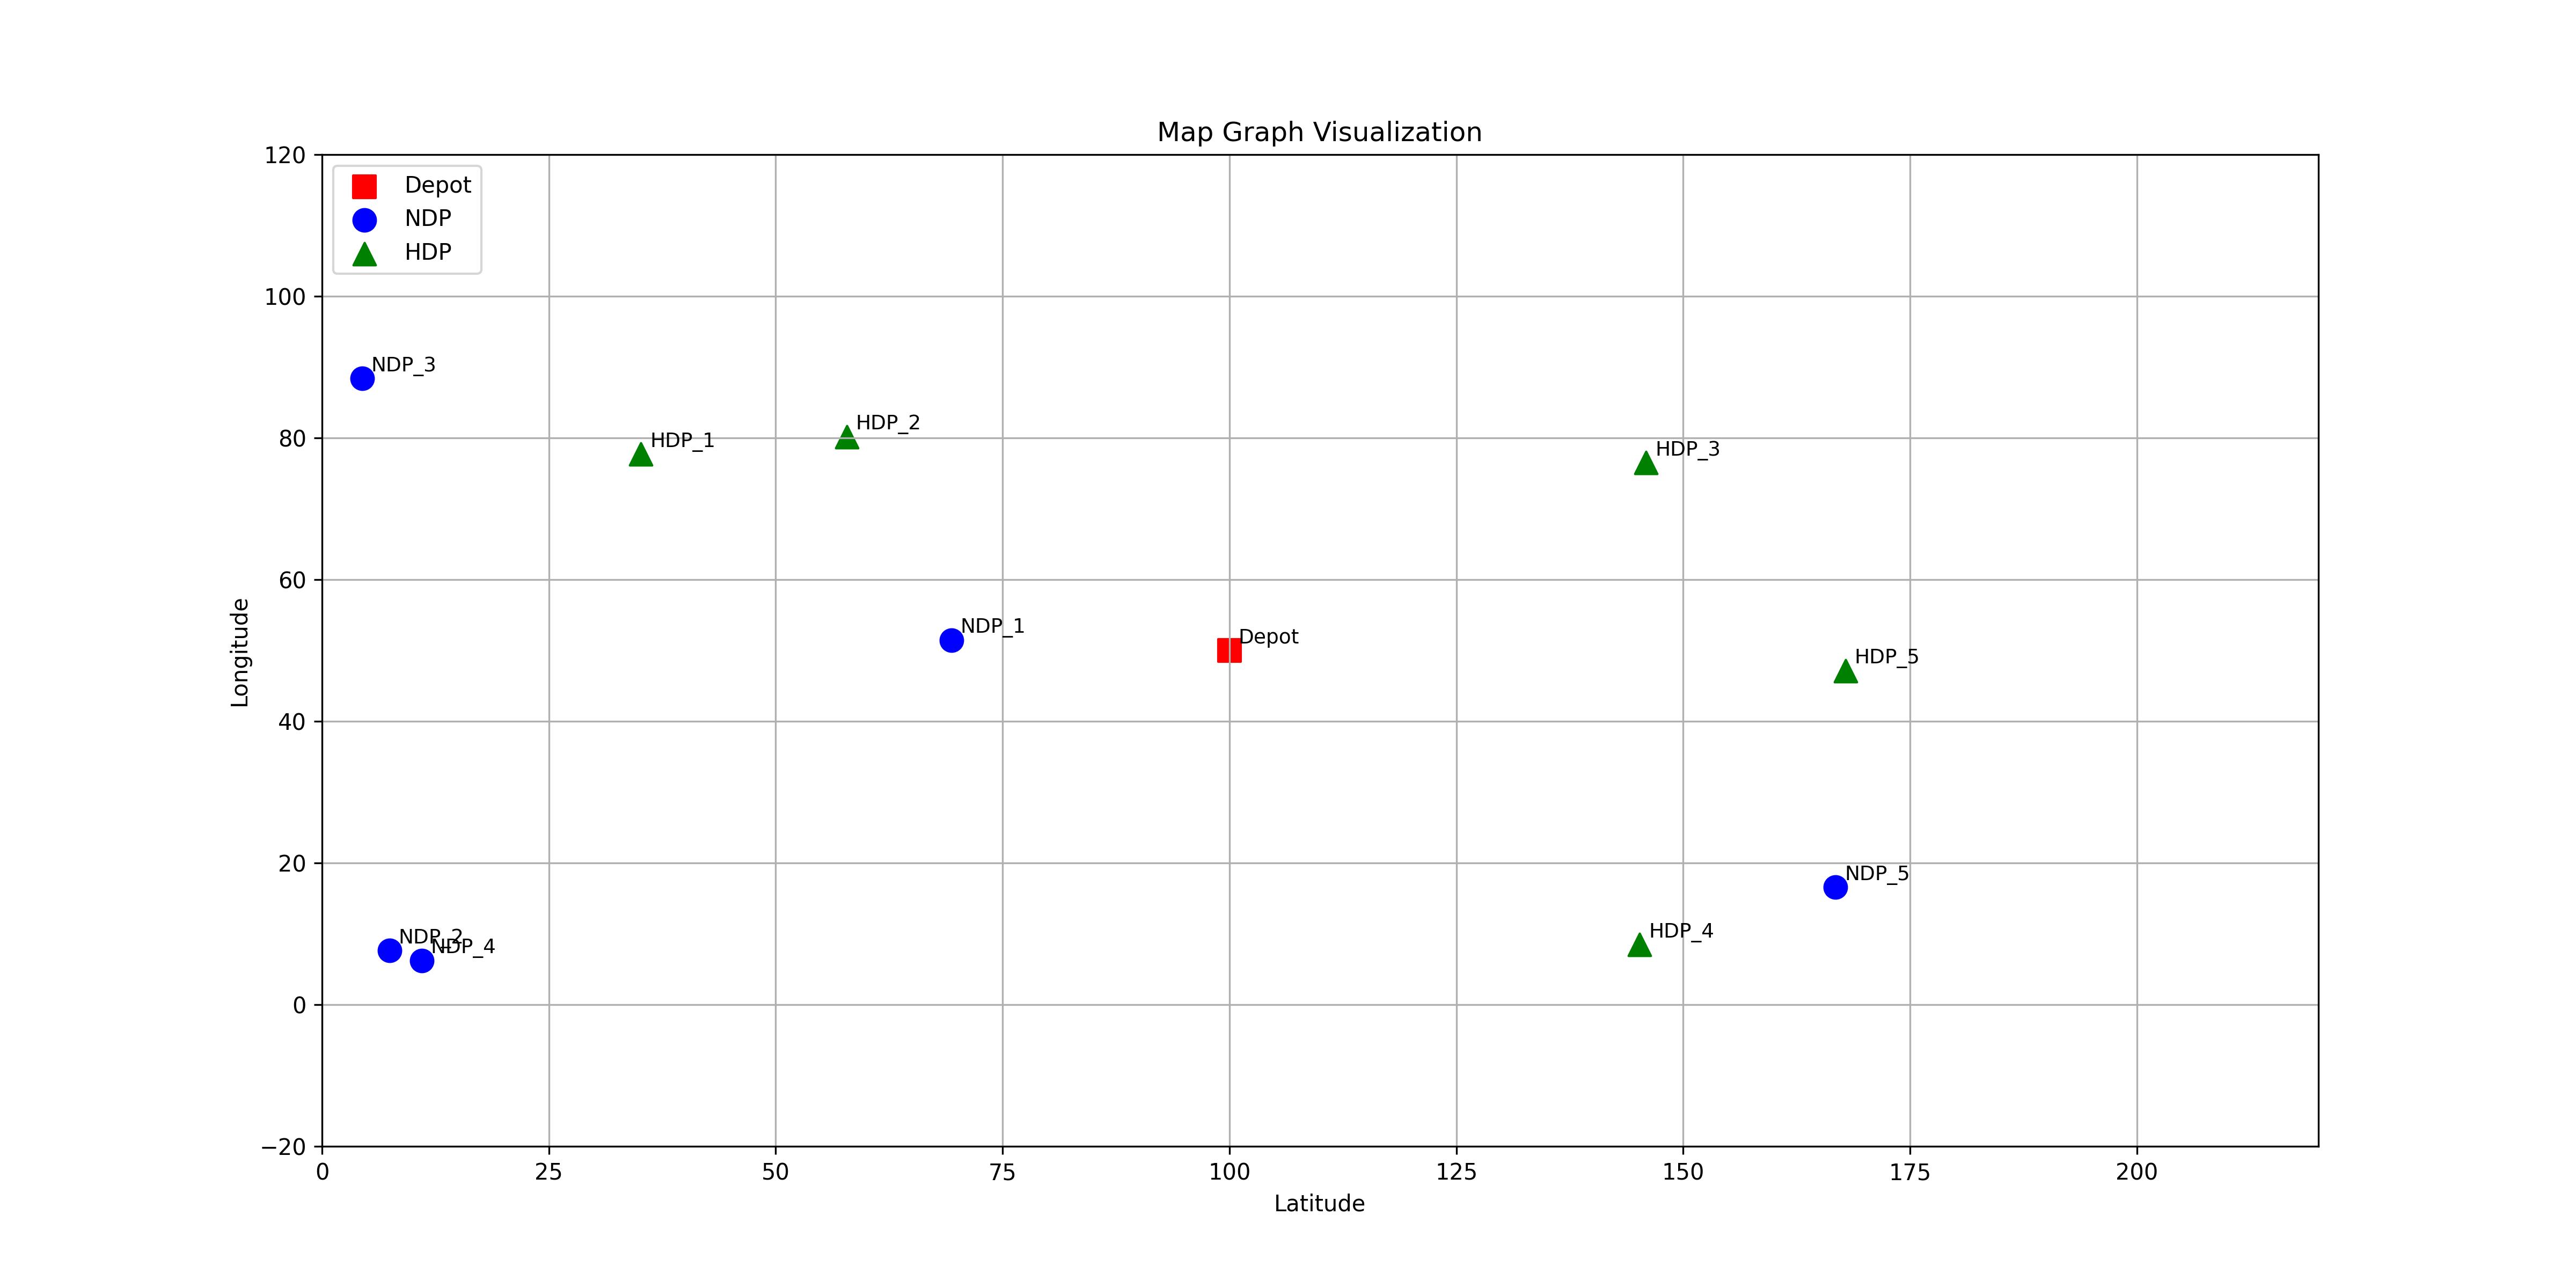 Map Graph Visualization
120
100
80
60
40
20
0
−20
Longitude
Depot
NDP
HDP
NDP_3
HDP_1
HDP_2
HDP_3
NDP_1
Depot
HDP_5
NDP_5
HDP_4
NDP_2
NDP_4
0 25 50 75 100 125 150 175 200
Latitude